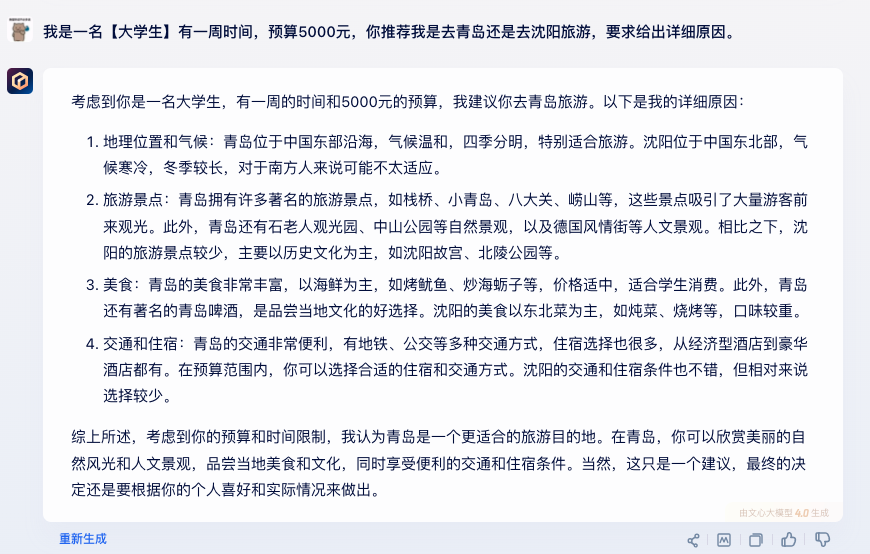 我是一名【大学生】有一周时间，预算5000元，你推荐我是去青岛还是去沈阳旅游，要求给出详细原因。
考虑到你是一名大学生，有一周的时间和5000元的预算，我建议你去青岛旅游。以下是我的详细原因：
1. 地理位置和气候：青岛位于中国东部沿海，气候温和，四季分明，特别适合旅游。沈阳位于中国东北部，气
候寒冷，冬季较长，对于南方人来说可能不太适应。
2. 旅游景点：青岛拥有许多著名的旅游景点，如栈桥、小青岛、八大关、崂山等，这些景点吸引了大量游客前
来观光。此外，青岛还有石老人观光园、中山公园等自然景观，以及德国风情街等人文景观。相比之下，沈
阳的旅游景点较少，主要以历史文化为主，如沈阳故宫、北陵公园等。
3. 美食：青岛的美食非常丰富，以海鲜为主，如烤鱿鱼、炒海蛎子等，价格适中，适合学生消费。此外，青岛
还有著名的青岛啤酒，是品尝当地文化的好选择。沈阳的美食以东北菜为主，如炖菜、烧烤等，口味较重。
4. 交通和住宿：青岛的交通非常便利，有地铁、公交等多种交通方式，住宿选择也很多，从经济型酒店到豪华
酒店都有。在预算范围内，你可以选择合适的住宿和交通方式。沈阳的交通和住宿条件也不错，但相对来说
选择较少。
综上所述，考虑到你的预算和时间限制，我认为青岛是一个更适合的旅游目的地。在青岛，你可以欣赏美丽的自
然风光和人文景观，品尝当地美食和文化，同时享受便利的交通和住宿条件。当然，这只是一个建议，最终的决
定还是要根据你的个人喜好和实际情况来做出。
由文心大模型 4.0 生成
重新生成